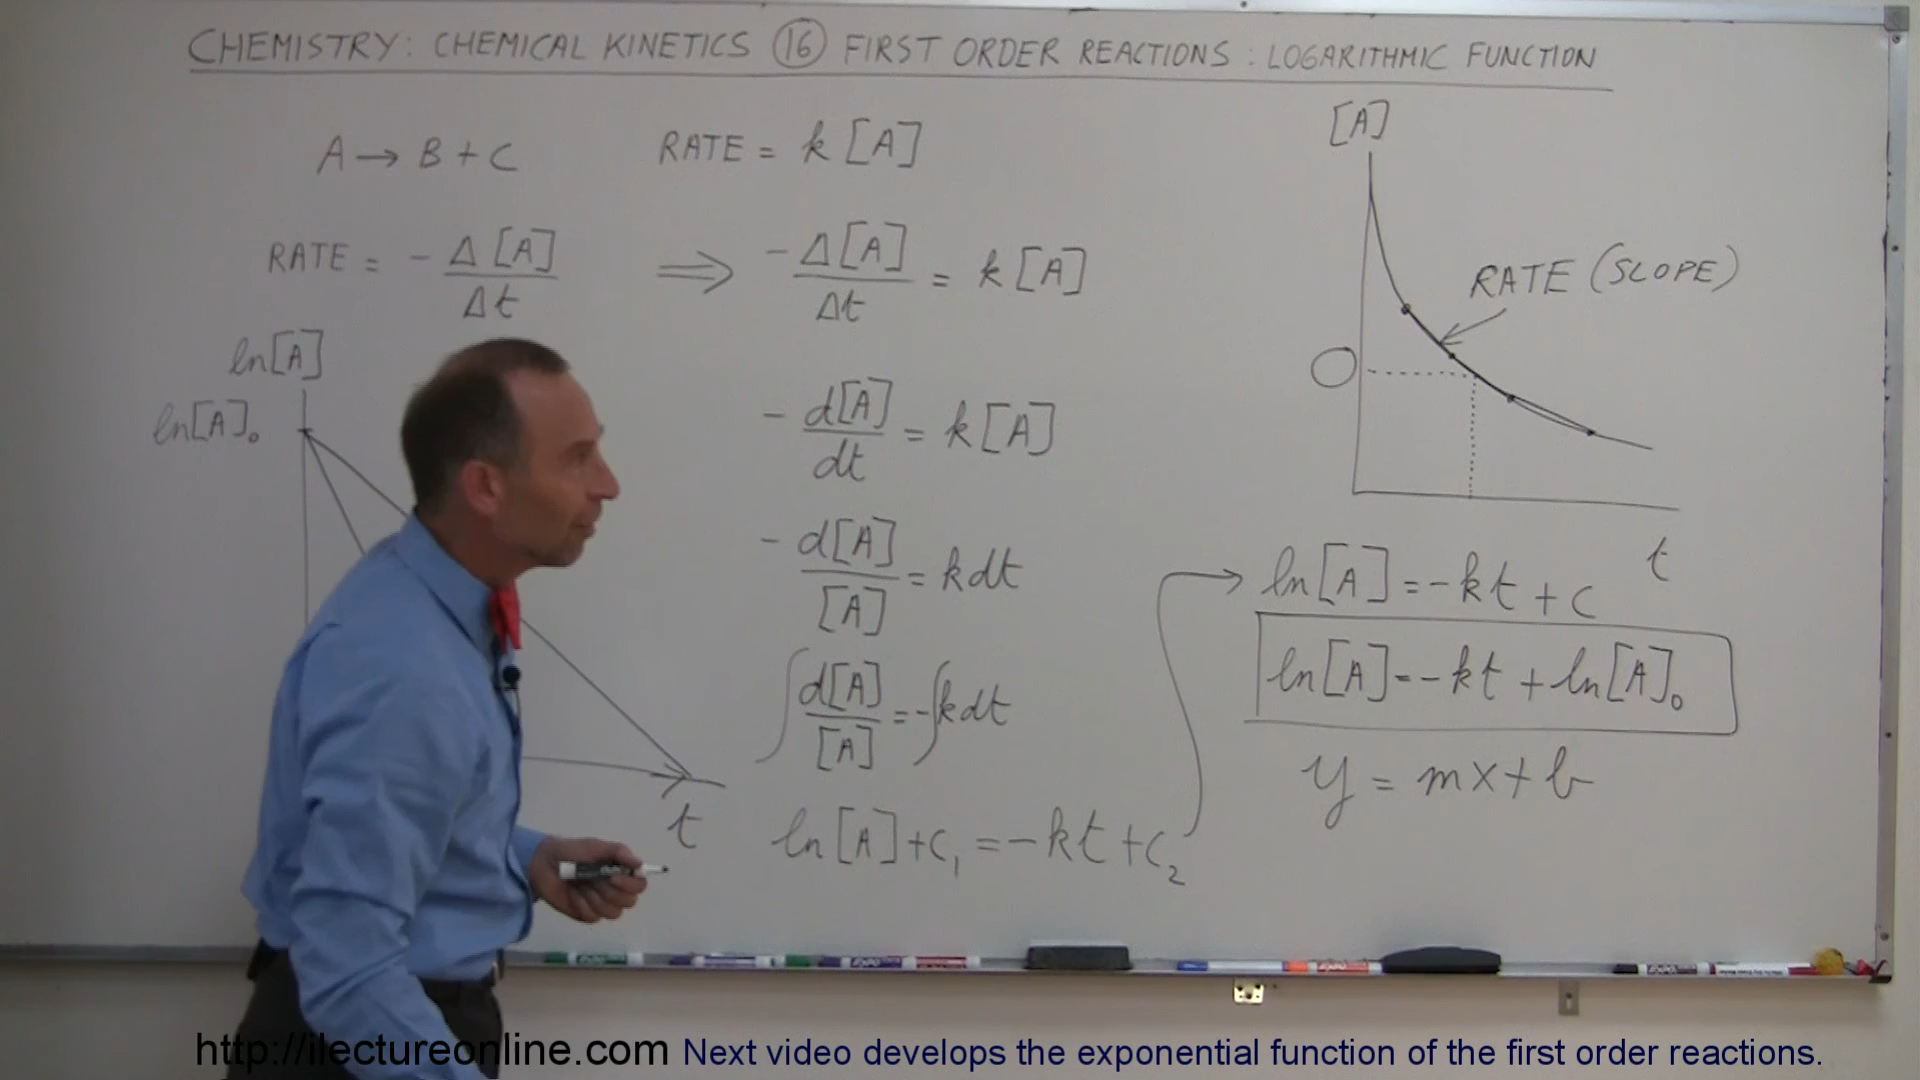 CHEMISTRY: CHEMICAL KINETICS (16) FIRST ORDER REACTIONS : LOGARITHMIC FUNCTION
A → B + C
RATE = k [A]
RATE = - Δ[A]/Δt
⟹ - Δ[A]/Δt = k [A]
- d[A]/dt = k [A]
- d[A]/[A] = k dt
∫ d[A]/[A] = -∫k dt
ln[A] + C₁ = -kt + C₂
ln[A]
ln[A]₀
t
[A]
RATE (SLOPE)
O
t
ln[A] = -kt + C
ln[A] = -kt + ln[A]₀
y = mx + b
http://ilectureonline.com Next video develops the exponential function of the first order reactions.